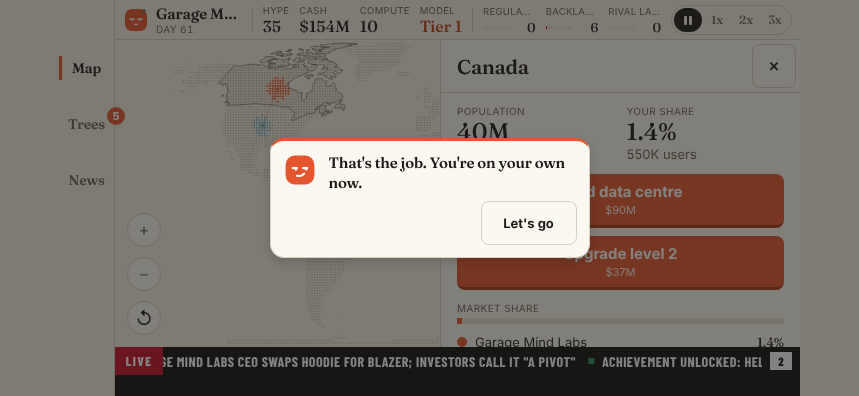 Garage M...
DAY 61
HYPE
35
CASH
$154M
COMPUTE
10
MODEL
Tier 1
REGULA...
0
BACKLA...
6
RIVAL LA...
0
1x
2x
3x
Map
Trees
5
News
Canada
×
POPULATION
40M
YOUR SHARE
1.4%
550K users
data centre
$90M
Upgrade level 2
$37M
MARKET SHARE
Garage Mind Labs
1.4%
That's the job. You're on your own
now.
Let's go
+
−
LIVE
GE MIND LABS CEO SWAPS HOODIE FOR BLAZER; INVESTORS CALL IT "A PIVOT"
ACHIEVEMENT UNLOCKED: HEL
2